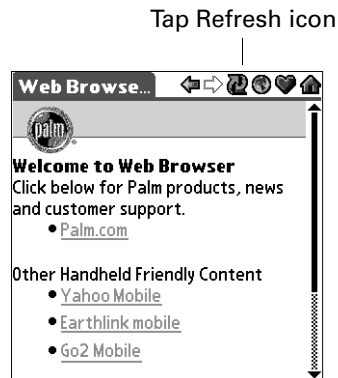 Tap Refresh icon
Web Browse...
palm
Welcome to Web Browser
Click below for Palm products, news
and customer support.
• Palm.com
Other Handheld Friendly Content
• Yahoo Mobile
• Earthlink mobile
• Go2 Mobile